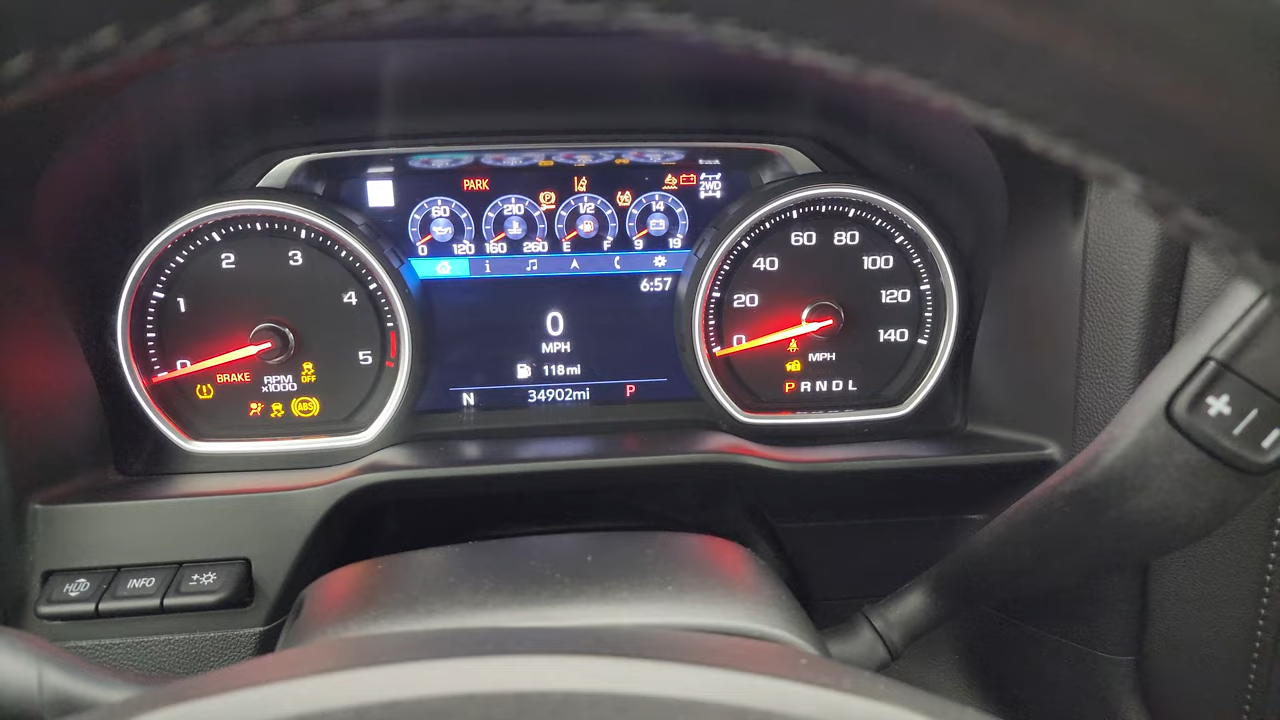 PARK
2WD
60
0 120
210
160 260
1/2
E F
14
9 19
6:57
0
MPH
118 mi
N 34902mi P
0
1
2
3
4
5
BRAKE
RPM
x1000
OFF
ABS
0
20
40
60
80
100
120
140
MPH
P R N D L
HUD
INFO